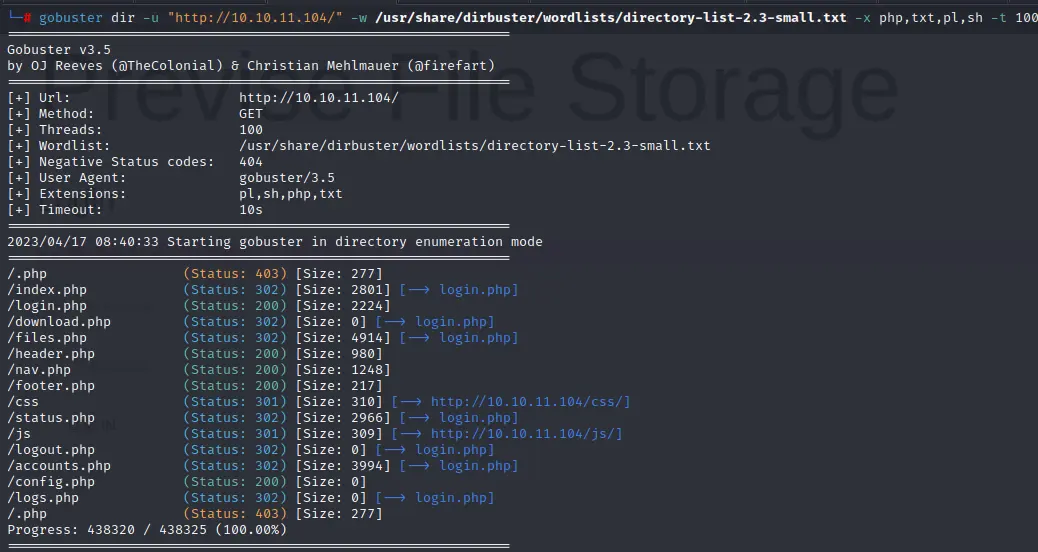 └─# gobuster dir -u "http://10.10.11.104/" -w /usr/share/dirbuster/wordlists/directory-list-2.3-small.txt -x php,txt,pl,sh -t 100
===============================================================
Gobuster v3.5
by OJ Reeves (@TheColonial) & Christian Mehlmauer (@firefart)
===============================================================
[+] Url: http://10.10.11.104/
[+] Method: GET
[+] Threads: 100
[+] Wordlist: /usr/share/dirbuster/wordlists/directory-list-2.3-small.txt
[+] Negative Status codes: 404
[+] User Agent: gobuster/3.5
[+] Extensions: pl,sh,php,txt
[+] Timeout: 10s
===============================================================
2023/04/17 08:40:33 Starting gobuster in directory enumeration mode
===============================================================
/.php (Status: 403) [Size: 277]
/index.php (Status: 302) [Size: 2801] [--> login.php]
/login.php (Status: 200) [Size: 2224]
/download.php (Status: 302) [Size: 0] [--> login.php]
/files.php (Status: 302) [Size: 4914] [--> login.php]
/header.php (Status: 200) [Size: 980]
/nav.php (Status: 200) [Size: 1248]
/footer.php (Status: 200) [Size: 217]
/css (Status: 301) [Size: 310] [--> http://10.10.11.104/css/]
/status.php (Status: 302) [Size: 2966] [--> login.php]
/js (Status: 301) [Size: 309] [--> http://10.10.11.104/js/]
/logout.php (Status: 302) [Size: 0] [--> login.php]
/accounts.php (Status: 302) [Size: 3994] [--> login.php]
/config.php (Status: 200) [Size: 0]
/logs.php (Status: 302) [Size: 0] [--> login.php]
/.php (Status: 403) [Size: 277]
Progress: 438320 / 438325 (100.00%)
===============================================================
Previse File Storage